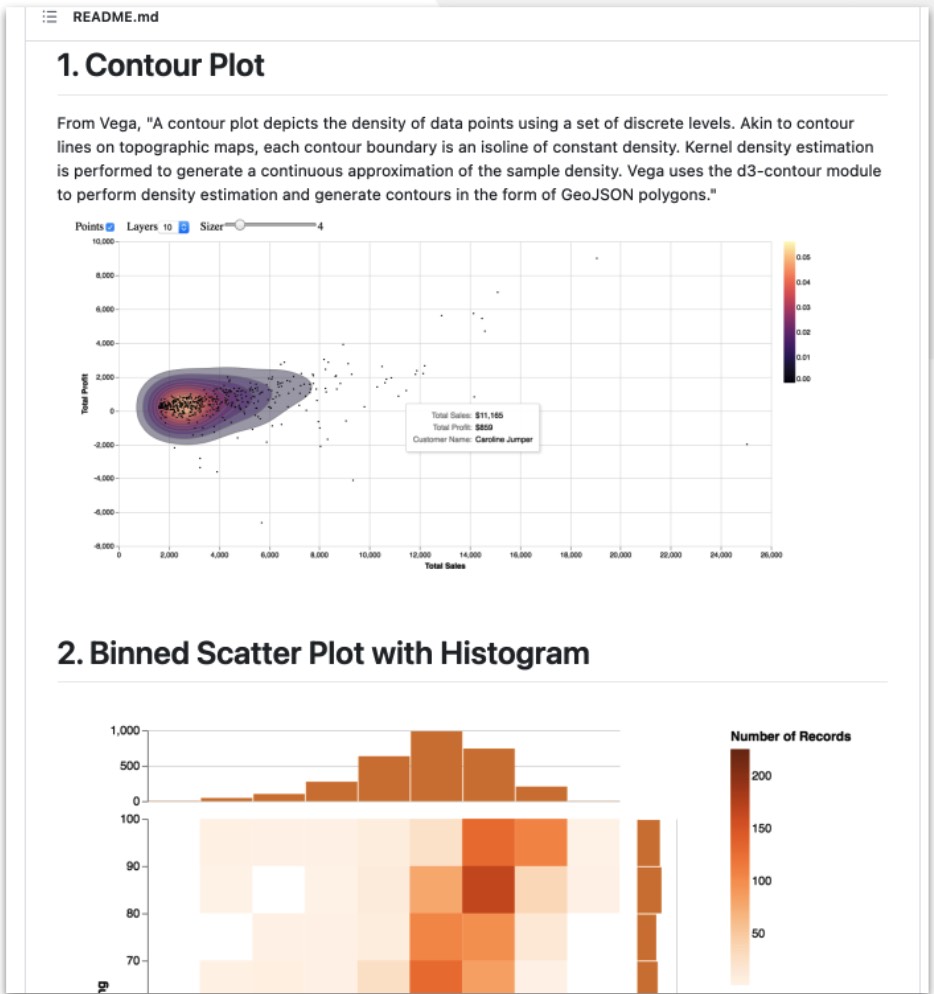 README.md
1. Contour Plot
From Vega, "A contour plot depicts the density of data points using a set of discrete levels. Akin to contour
lines on topographic maps, each contour boundary is an isoline of constant density. Kernel density estimation
is performed to generate a continuous approximation of the sample density. Vega uses the d3-contour module
to perform density estimation and generate contours in the form of GeoJSON polygons."
Points Layers 10 Sizer 4
10,000
8,000
6,000
4,000
2,000
0
-2,000
-4,000
-6,000
-8,000
Total Profit
0 2,000 4,000 6,000 8,000 10,000 12,000 14,000 16,000 18,000 20,000 22,000 24,000 26,000
Total Sales
Total Sales: $11,165
Total Profit: $859
Customer Name: Caroline Jumper
0.05
0.04
0.03
0.02
0.01
0.00
2. Binned Scatter Plot with Histogram
1,000
500
0
100
90
80
70
ng
Number of Records
200
150
100
50